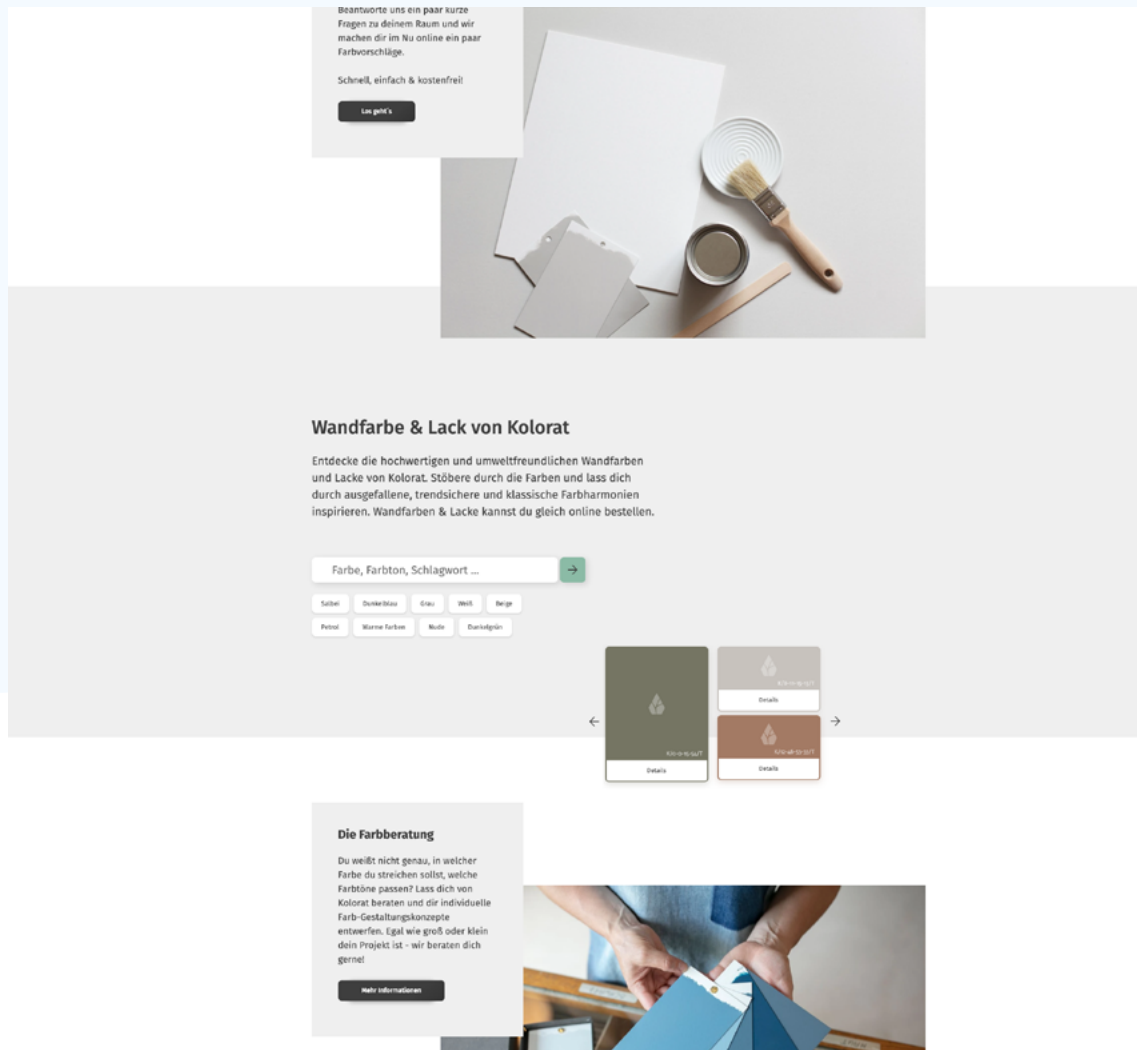 Beantworte uns ein paar kurze
Fragen zu deinem Raum und wir
machen dir im Nu online ein paar
Farbvorschläge.
Schnell, einfach & kostenfrei!
Los geht's
Wandfarbe & Lack von Kolorat
Entdecke die hochwertigen und umweltfreundlichen Wandfarben
und Lacke von Kolorat. Stöbere durch die Farben und lass dich
durch ausgefallene, trendsichere und klassische Farbharmonien
inspirieren. Wandfarben & Lacke kannst du gleich online bestellen.
Farbe, Farbton, Schlagwort ...
Salbei Dunkelblau Grau Weiß Beige
Petrol Warme Farben Nude Dunkelgrün
Details
Details
Details
Die Farbberatung
Du weißt nicht genau, in welcher
Farbe du streichen sollst, welche
Farbtöne passen? Lass dich von
Kolorat beraten und dir individuelle
Farb-Gestaltungskonzepte
entwerfen. Egal wie groß oder klein
dein Projekt ist - wir beraten dich
gerne!
Mehr Informationen